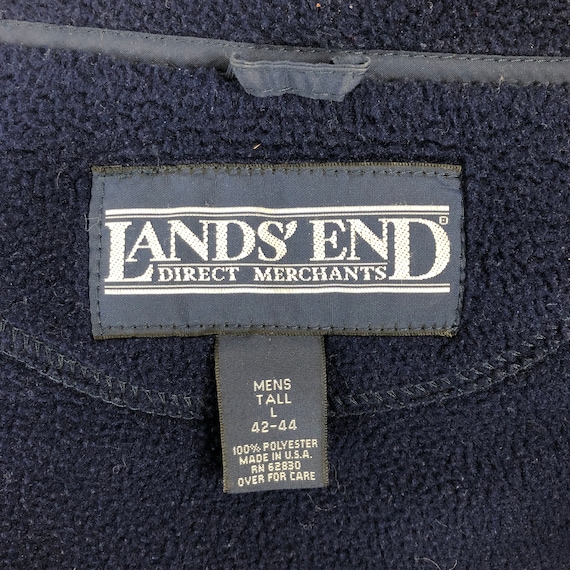 LANDS' END
DIRECT MERCHANTS
MENS
TALL
L
42-44
100% POLYESTER
MADE IN U.S.A.
RN 62830
OVER FOR CARE